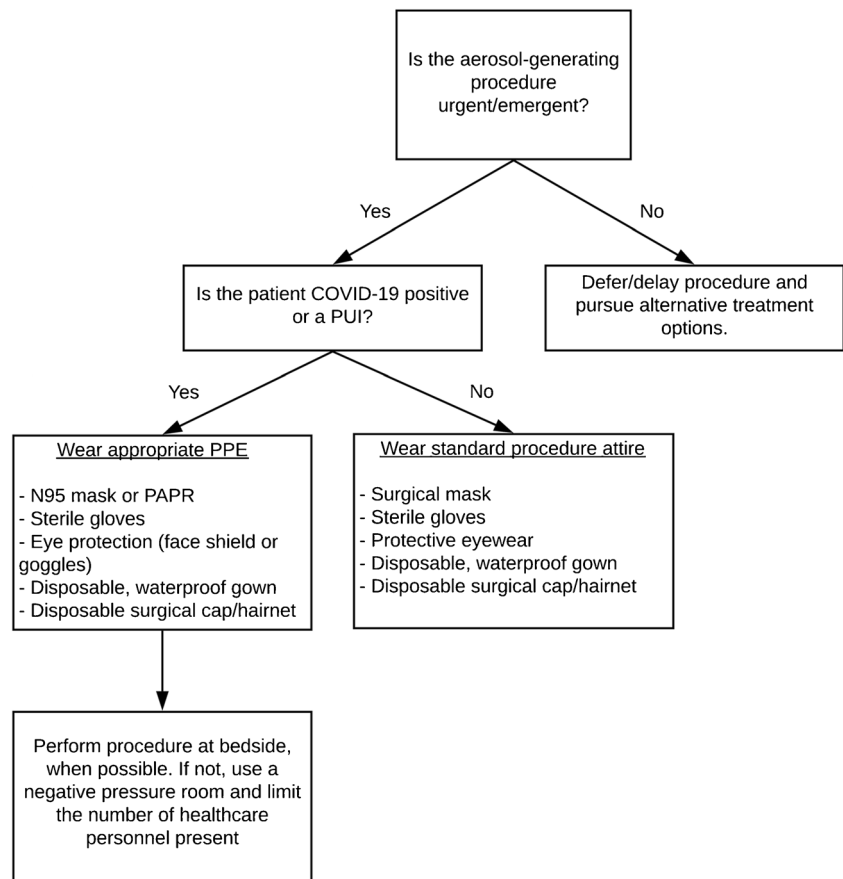 Is the aerosol-generating
procedure
urgent/emergent?
Yes
No
Is the patient COVID-19 positive
or a PUI?
Defer/delay procedure and
pursue alternative treatment
options.
Yes
No
Wear appropriate PPE
- N95 mask or PAPR
- Sterile gloves
- Eye protection (face shield or
goggles)
- Disposable, waterproof gown
- Disposable surgical cap/hairnet
Wear standard procedure attire
- Surgical mask
- Sterile gloves
- Protective eyewear
- Disposable, waterproof gown
- Disposable surgical cap/hairnet
Perform procedure at bedside,
when possible. If not, use a
negative pressure room and limit
the number of healthcare
personnel present